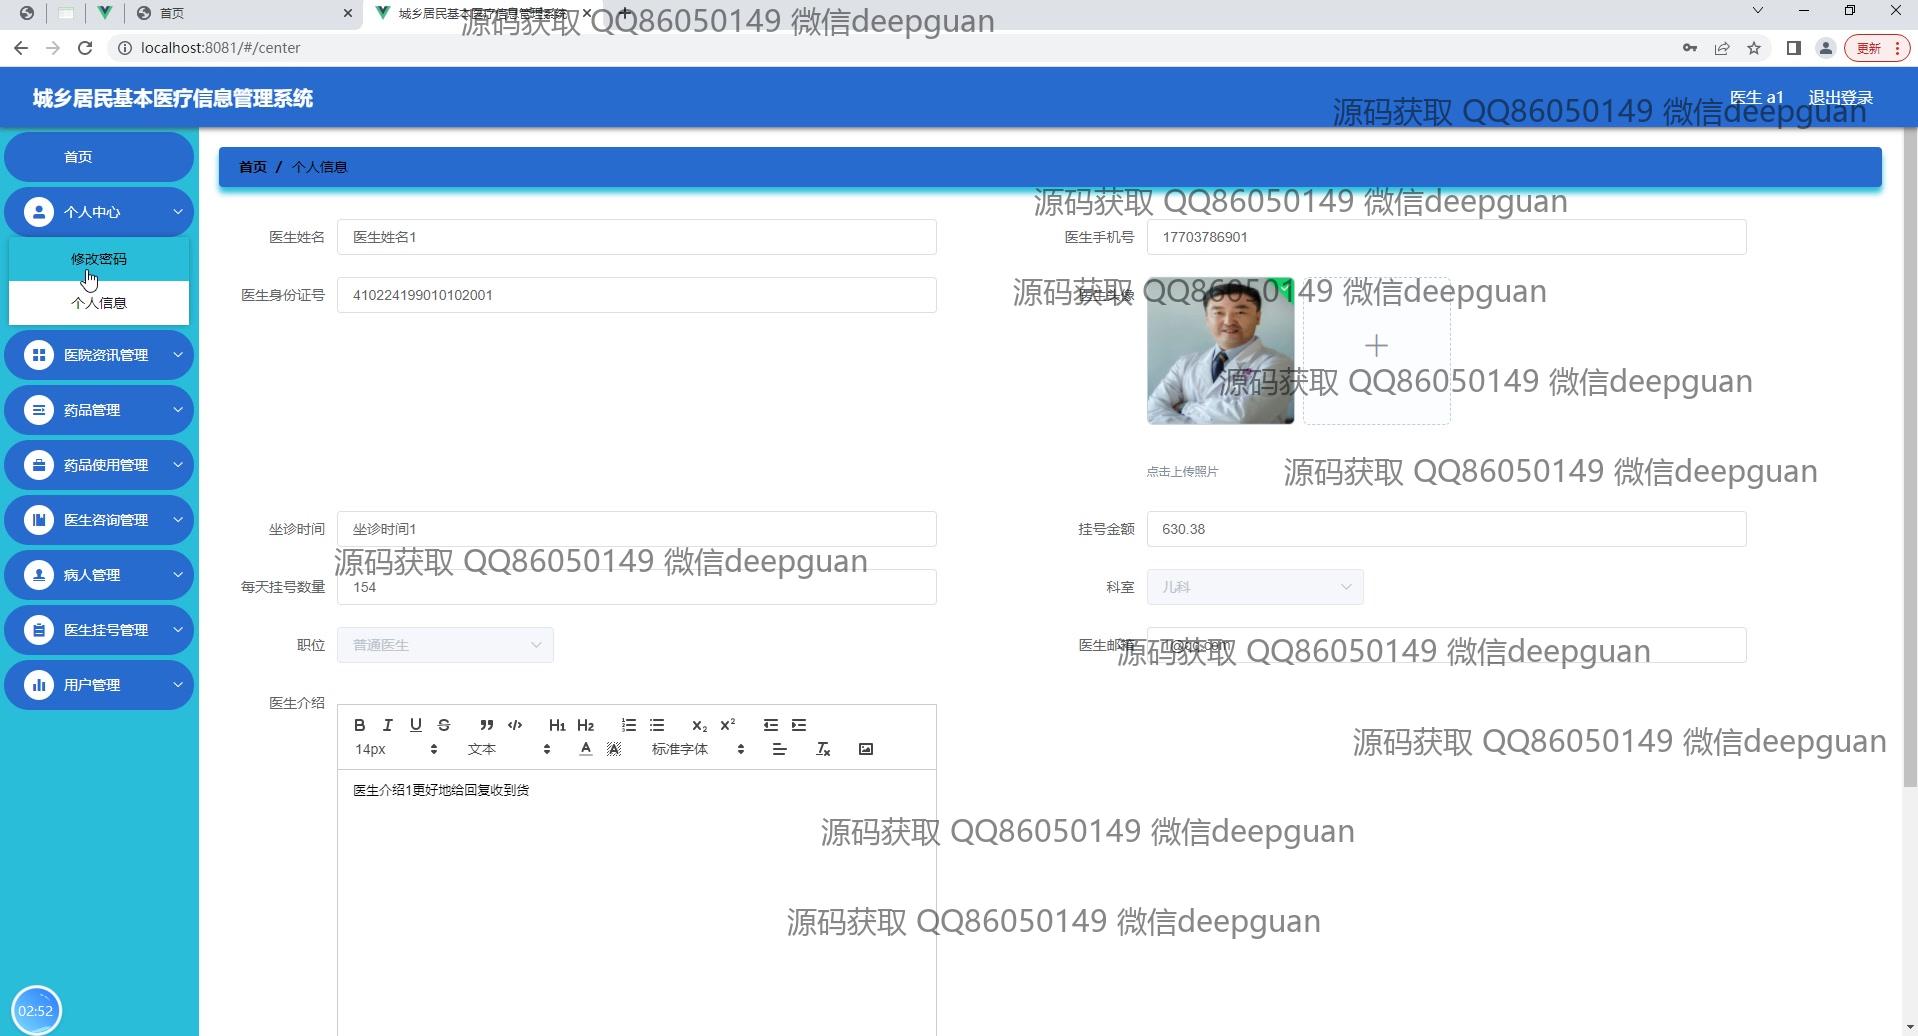 首页
城乡居民基本医疗信息管理系统
源码获取 QQ86050149 微信deepguan
localhost:8081/#/center
更新
城乡居民基本医疗信息管理系统
医生 a1
退出登录
源码获取 QQ86050149 微信deepguan
首页
首页 / 个人信息
源码获取 QQ86050149 微信deepguan
个人中心
修改密码
个人信息
医院资讯管理
药品管理
药品使用管理
医生咨询管理
病人管理
医生挂号管理
用户管理
医生姓名
医生姓名1
医生手机号
17703786901
医生身份证号
410224199010102001
医生头像
源码获取 QQ86050149 微信deepguan
源码获取 QQ86050149 微信deepguan
点击上传照片
源码获取 QQ86050149 微信deepguan
坐诊时间
坐诊时间1
挂号金额
630.38
源码获取 QQ86050149 微信deepguan
每天挂号数量
154
科室
儿科
职位
普通医生
医生邮箱
源码获取 QQ86050149 微信deepguan
医生介绍
B I U S H1 H2 X2 X2
14px 文本 A A 标准字体 Tx
源码获取 QQ86050149 微信deepguan
医生介绍1更好地给回复收到货
源码获取 QQ86050149 微信deepguan
源码获取 QQ86050149 微信deepguan
02:52